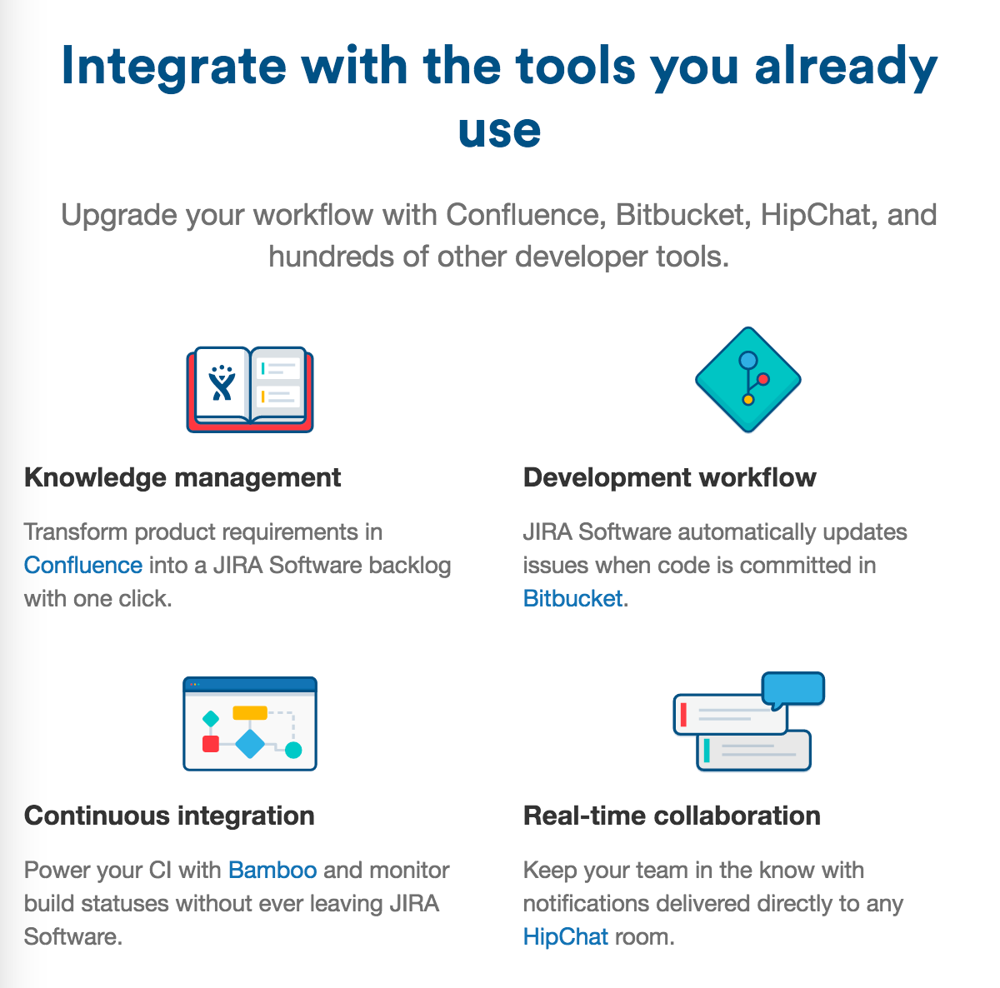 Integrate with the tools you already
use
Upgrade your workflow with Confluence, Bitbucket, HipChat, and
hundreds of other developer tools.
Knowledge management
Transform product requirements in
Confluence into a JIRA Software backlog
with one click.
Development workflow
JIRA Software automatically updates
issues when code is committed in
Bitbucket.
Continuous integration
Power your CI with Bamboo and monitor
build statuses without ever leaving JIRA
Software.
Real-time collaboration
Keep your team in the know with
notifications delivered directly to any
HipChat room.